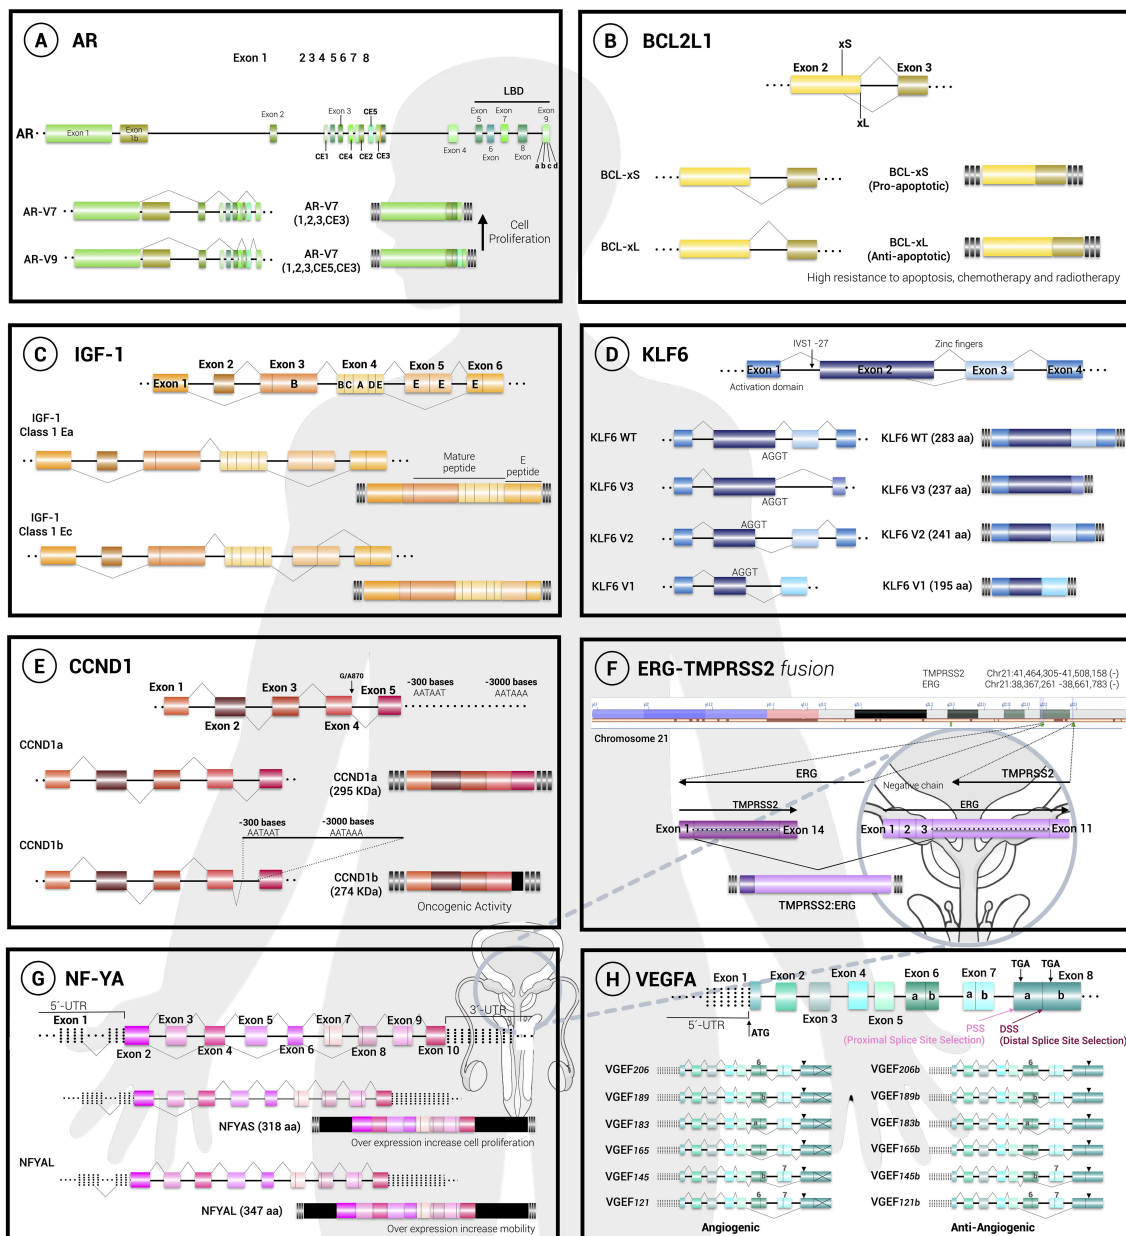 A AR
Exon 1 2 3 4 5 6 7 8
LBD
Exon 2 Exon 3 CE5 Exon 5 Exon 7 Exon 9
AR Exon 1 Exon 1b
CE1 CE4 CE2 CE3 Exon 4 6 Exon 8 Exon a b c d
AR-V7 AR-V7 (1,2,3,CE3)
Cell Proliferation
AR-V9 AR-V7 (1,2,3,CE5,CE3)
B BCL2L1
xS
Exon 2 Exon 3
xL
BCL-xS BCL-xS (Pro-apoptotic)
BCL-xL BCL-xL (Anti-apoptotic)
High resistance to apoptosis, chemotherapy and radiotherapy
C IGF-1
Exon 1 Exon 2 Exon 3 Exon 4 Exon 5 Exon 6
B B C A D E E E E
IGF-1 Class 1 Ea
Mature peptide E peptide
IGF-1 Class 1 Ec
D KLF6
IVS1 -27 Zinc fingers
Exon 1 Exon 2 Exon 3 Exon 4
Activation domain
KLF6 WT KLF6 WT (283 aa)
AGGT
KLF6 V3 KLF6 V3 (237 aa)
AGGT
AGGT
KLF6 V2 KLF6 V2 (241 aa)
AGGT
KLF6 V1 KLF6 V1 (195 aa)
E CCND1
G/A870 -300 bases -3000 bases
Exon 1 Exon 3 Exon 5 AATAAT AATAAA
Exon 2 Exon 4
CCND1a
CCND1a (295 KDa)
-300 bases -3000 bases
AATAAT AATAAA
CCND1b
CCND1b (274 KDa)
Oncogenic Activity
F ERG-TMPRSS2 fusion
TMPRSS2 Chr21:41,464,305-41,508,158 (-)
ERG Chr21:38,367,261 -38,661,783 (-)
Chromosome 21
ERG TMPRSS2
Negative chain
TMPRSS2 ERG
Exon 1 Exon 14 Exon 1 2 3 Exon 11
TMPRSS2:ERG
G NF-YA
5´-UTR 3´-UTR
Exon 1 Exon 3 Exon 5 Exon 7 Exon 9
Exon 2 Exon 4 Exon 6 Exon 8 Exon 10
NFYAS (318 aa)
Over expression increase cell proliferation
NFYAL
NFYAL (347 aa)
Over expression increase mobility
H VEGFA
TGA TGA
Exon 1 Exon 2 Exon 4 Exon 6 Exon 7 Exon 8
a b a b a b
Exon 3 Exon 5
5´-UTR ATG
PSS (Proximal Splice Site Selection)
DSS (Distal Splice Site Selection)
VGEF206 6 VGEF206b 6
VGEF189 b VGEF189b b
VGEF183 a VGEF183b a
VGEF165 VGEF165b
VGEF145 b 7 VGEF145b b 7
VGEF121 6 7 VGEF121b 6 7
Angiogenic Anti-Angiogenic